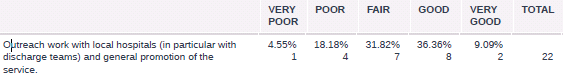 VERY POOR POOR FAIR GOOD VERY GOOD TOTAL
Outreach work with local hospitals (in particular with discharge teams) and general promotion of the service. 4.55% 18.18% 31.82% 36.36% 9.09%
1 4 7 8 2 22